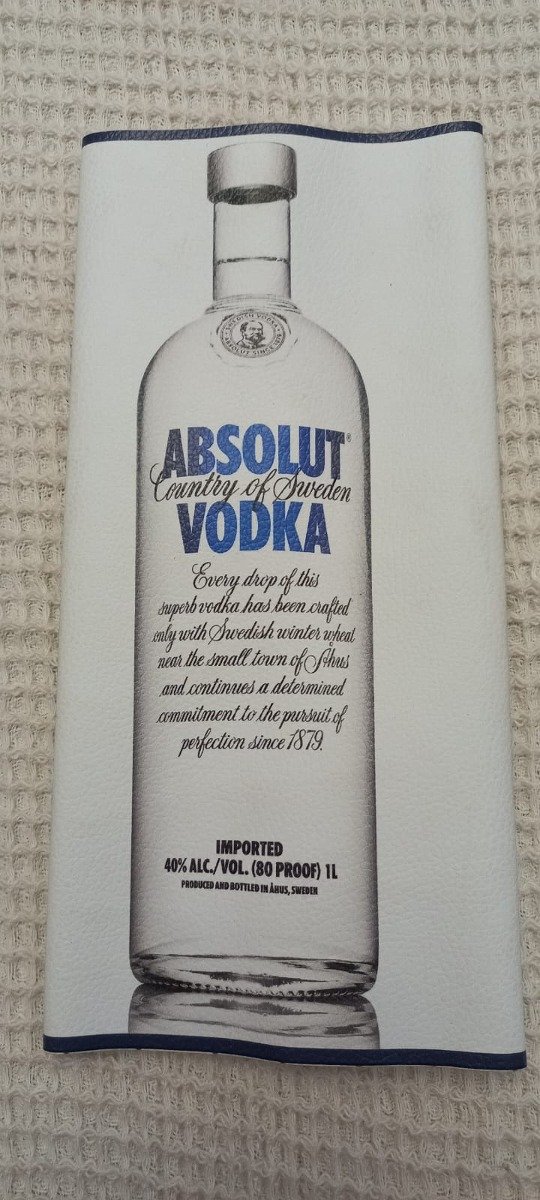 ABSOLUT®
Country of Sweden
VODKA
Every drop of this
superb vodka has been crafted
only with Swedish winter wheat
near the small town of Åhus
and continues a determined
commitment to the pursuit of
perfection since 1879.
IMPORTED
40% ALC./VOL. (80 PROOF) 1L
PRODUCED AND BOTTLED IN ÅHUS, SWEDEN